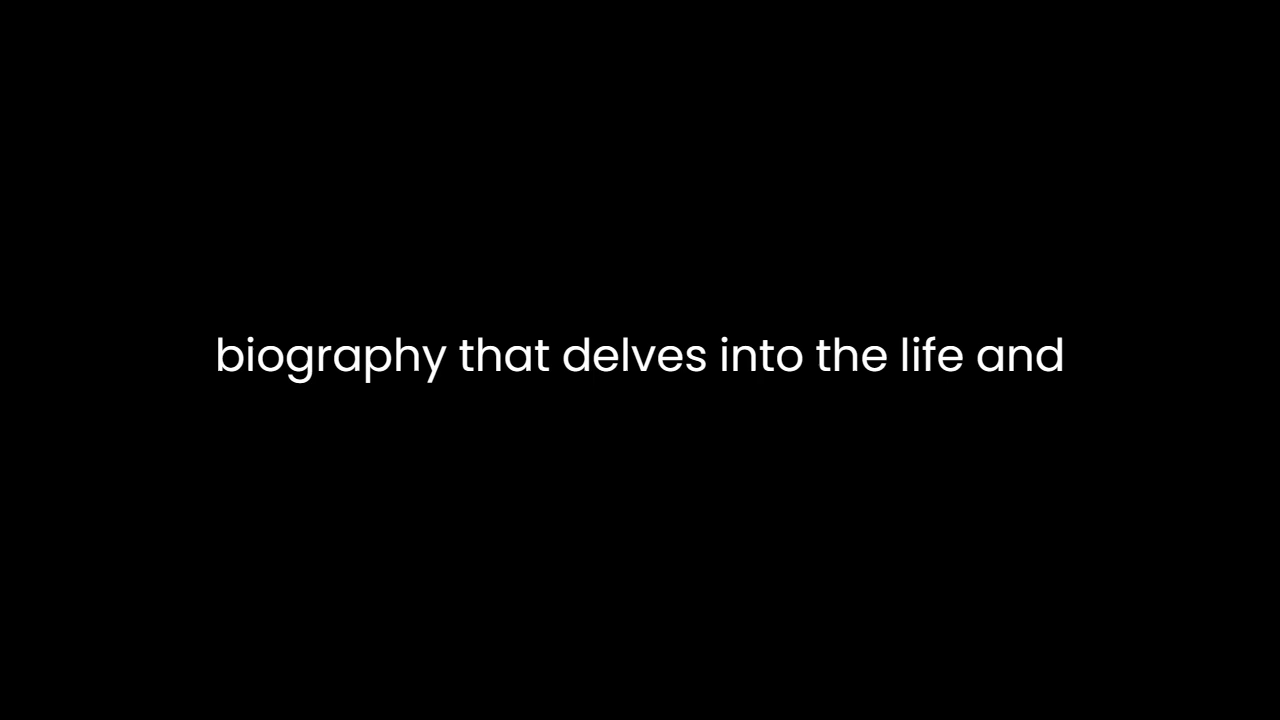 biography that delves into the life and